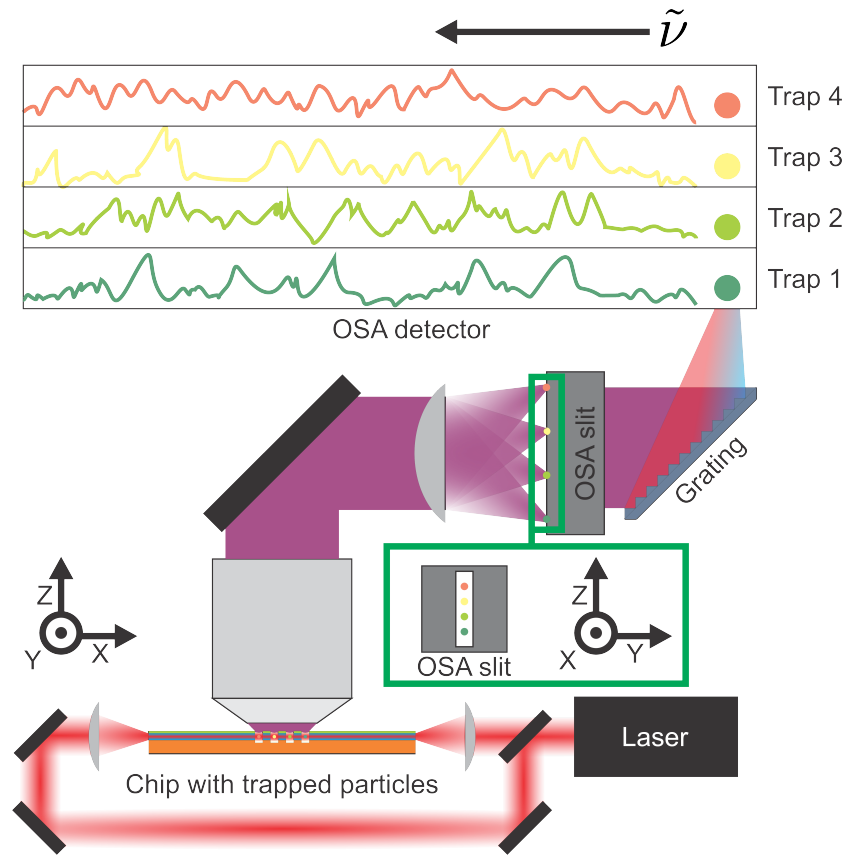 ν̃
Trap 4
Trap 3
Trap 2
Trap 1
OSA detector
OSA slit
Grating
Z
Y
X
Z
X
Y
OSA slit
Laser
Chip with trapped particles